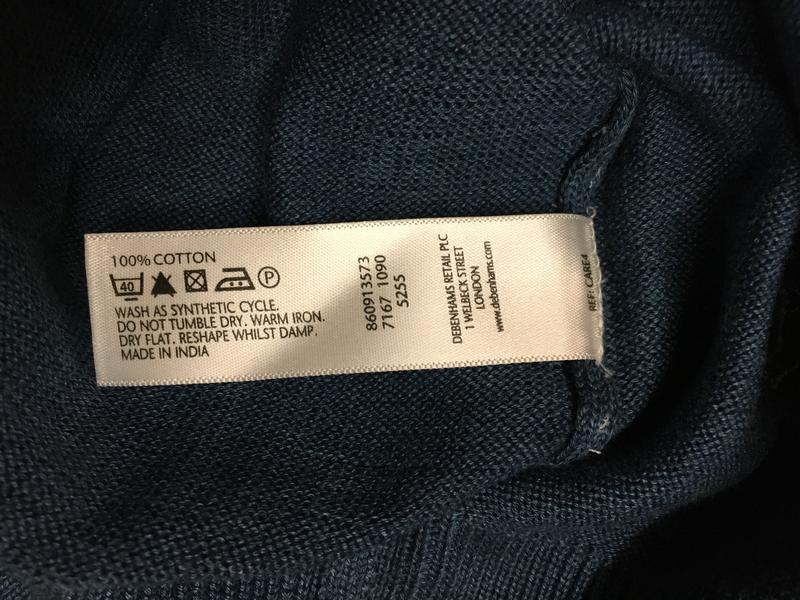 100% COTTON
40 P
WASH AS SYNTHETIC CYCLE.
DO NOT TUMBLE DRY. WARM IRON.
DRY FLAT. RESHAPE WHILST DAMP.
MADE IN INDIA
860913573
7167 1090
5255
DEBENHAMS RETAIL PLC
1 WELBECK STREET
LONDON
www.debenhams.com
REF: CARE4